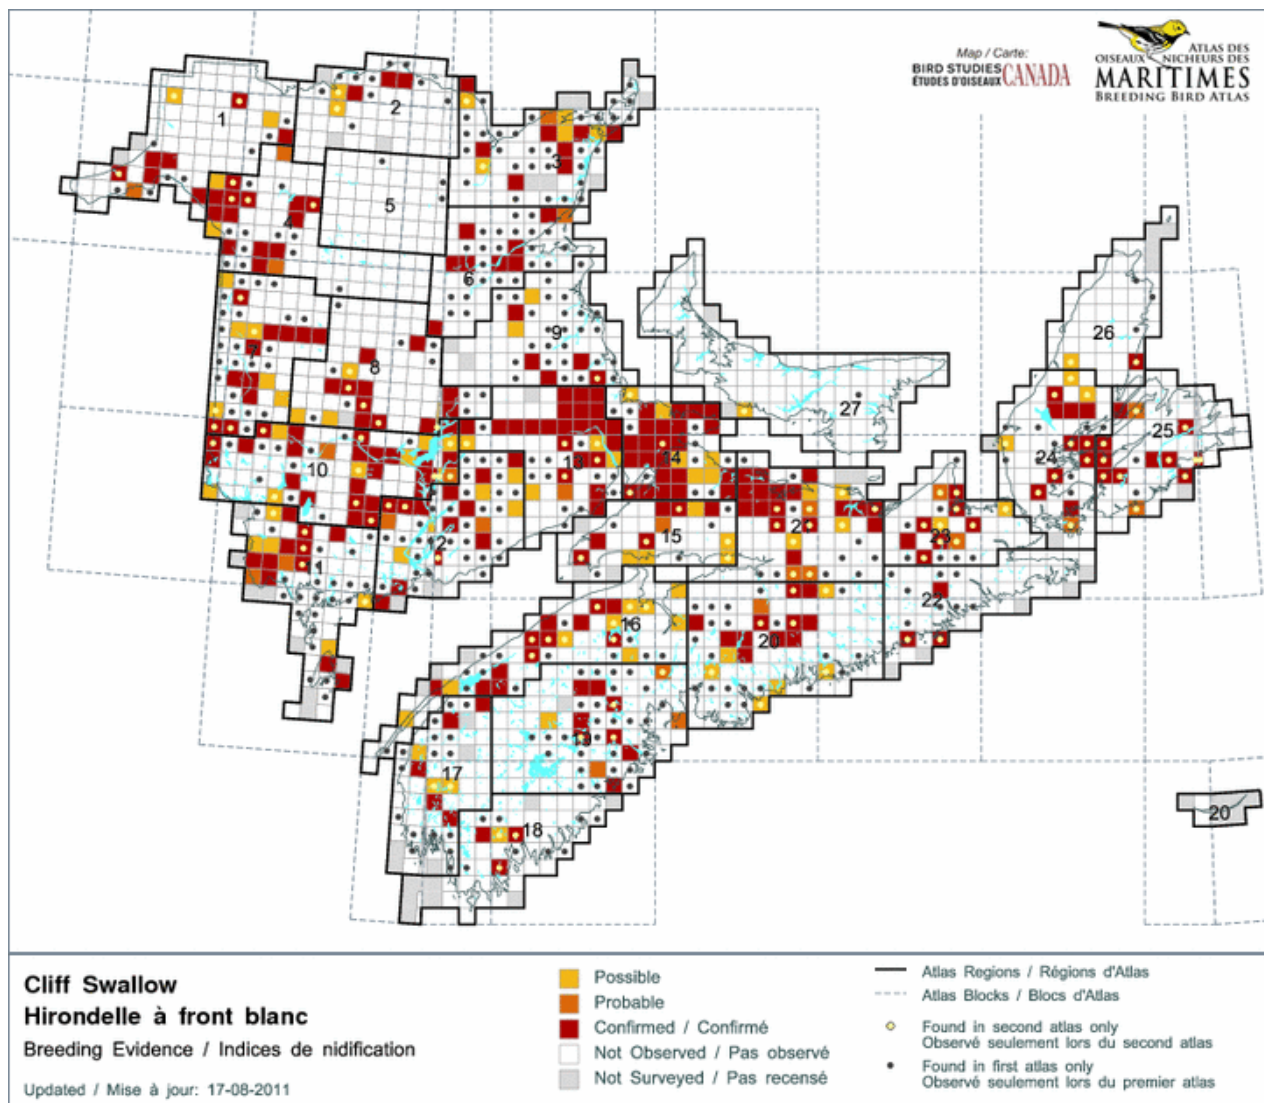 Map / Carte:
BIRD STUDIES
ÉTUDES D'OISEAUX CANADA
ATLAS DES
OISEAUX NICHEURS DES
MARITIMES
BREEDING BIRD ATLAS
1
2
3
4
5
6
7
8
9
10
11
12
13
14
15
16
17
18
19
20
21
22
23
24
25
26
27
20
Cliff Swallow
Hirondelle à front blanc
Breeding Evidence / Indices de nidification
Updated / Mise à jour: 17-08-2011
Possible
Probable
Confirmed / Confirmé
Not Observed / Pas observé
Not Surveyed / Pas recensé
Atlas Regions / Régions d'Atlas
Atlas Blocks / Blocs d'Atlas
Found in second atlas only
Observé seulement lors du second atlas
Found in first atlas only
Observé seulement lors du premier atlas